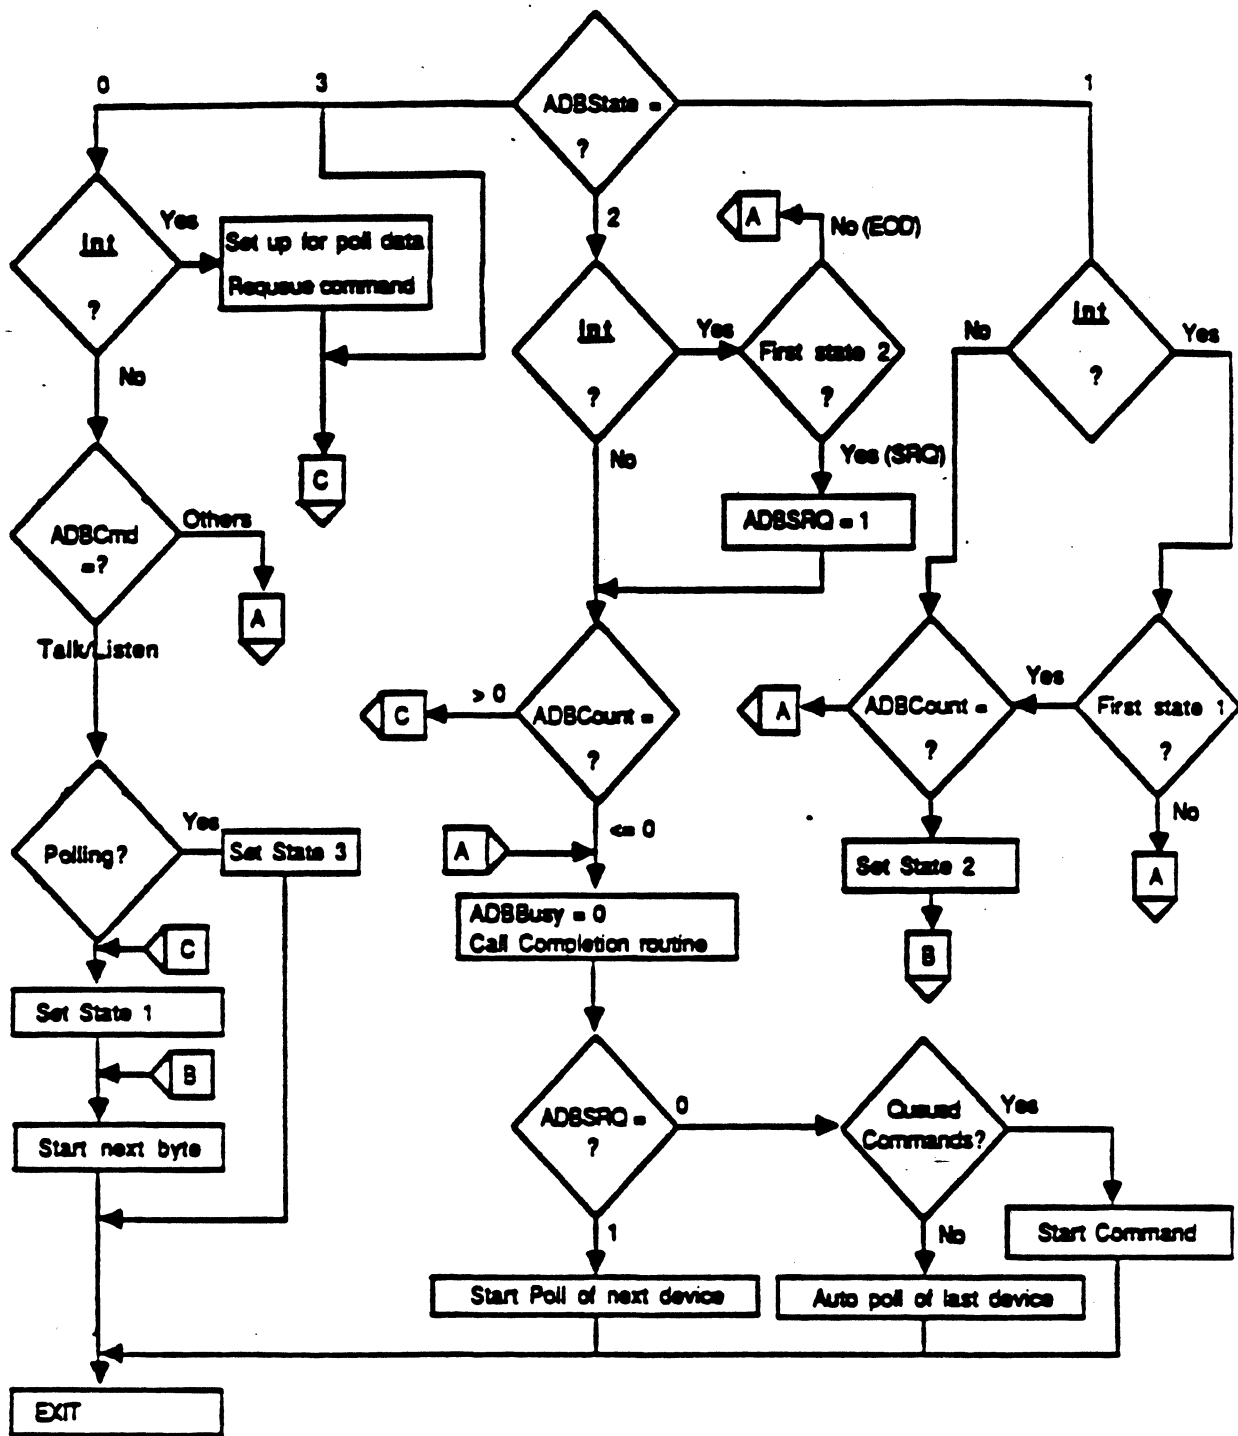 0
3
ADBState =
?
1
Int
?
Yes
Set up for poll data
Requeue command
2
A
No (EOD)
Int
?
Yes
First state 2
?
No
Int
?
Yes
No
C
No
Yes (SRQ)
ADBSRQ = 1
ADBCmd
=?
Others
A
Talk/Listen
C
> 0
ADBCount =
?
A
ADBCount =
?
Yes
First state 1
?
No
<= 0
Polling?
Yes
Set State 3
A
Set State 2
A
ADBBusy = 0
Call Completion routine
B
C
Set State 1
B
Start next byte
ADBSRQ =
?
0
Queued
Commands?
Yes
1
No
Start Command
Start Poll of next device
Auto poll of last device
EXIT